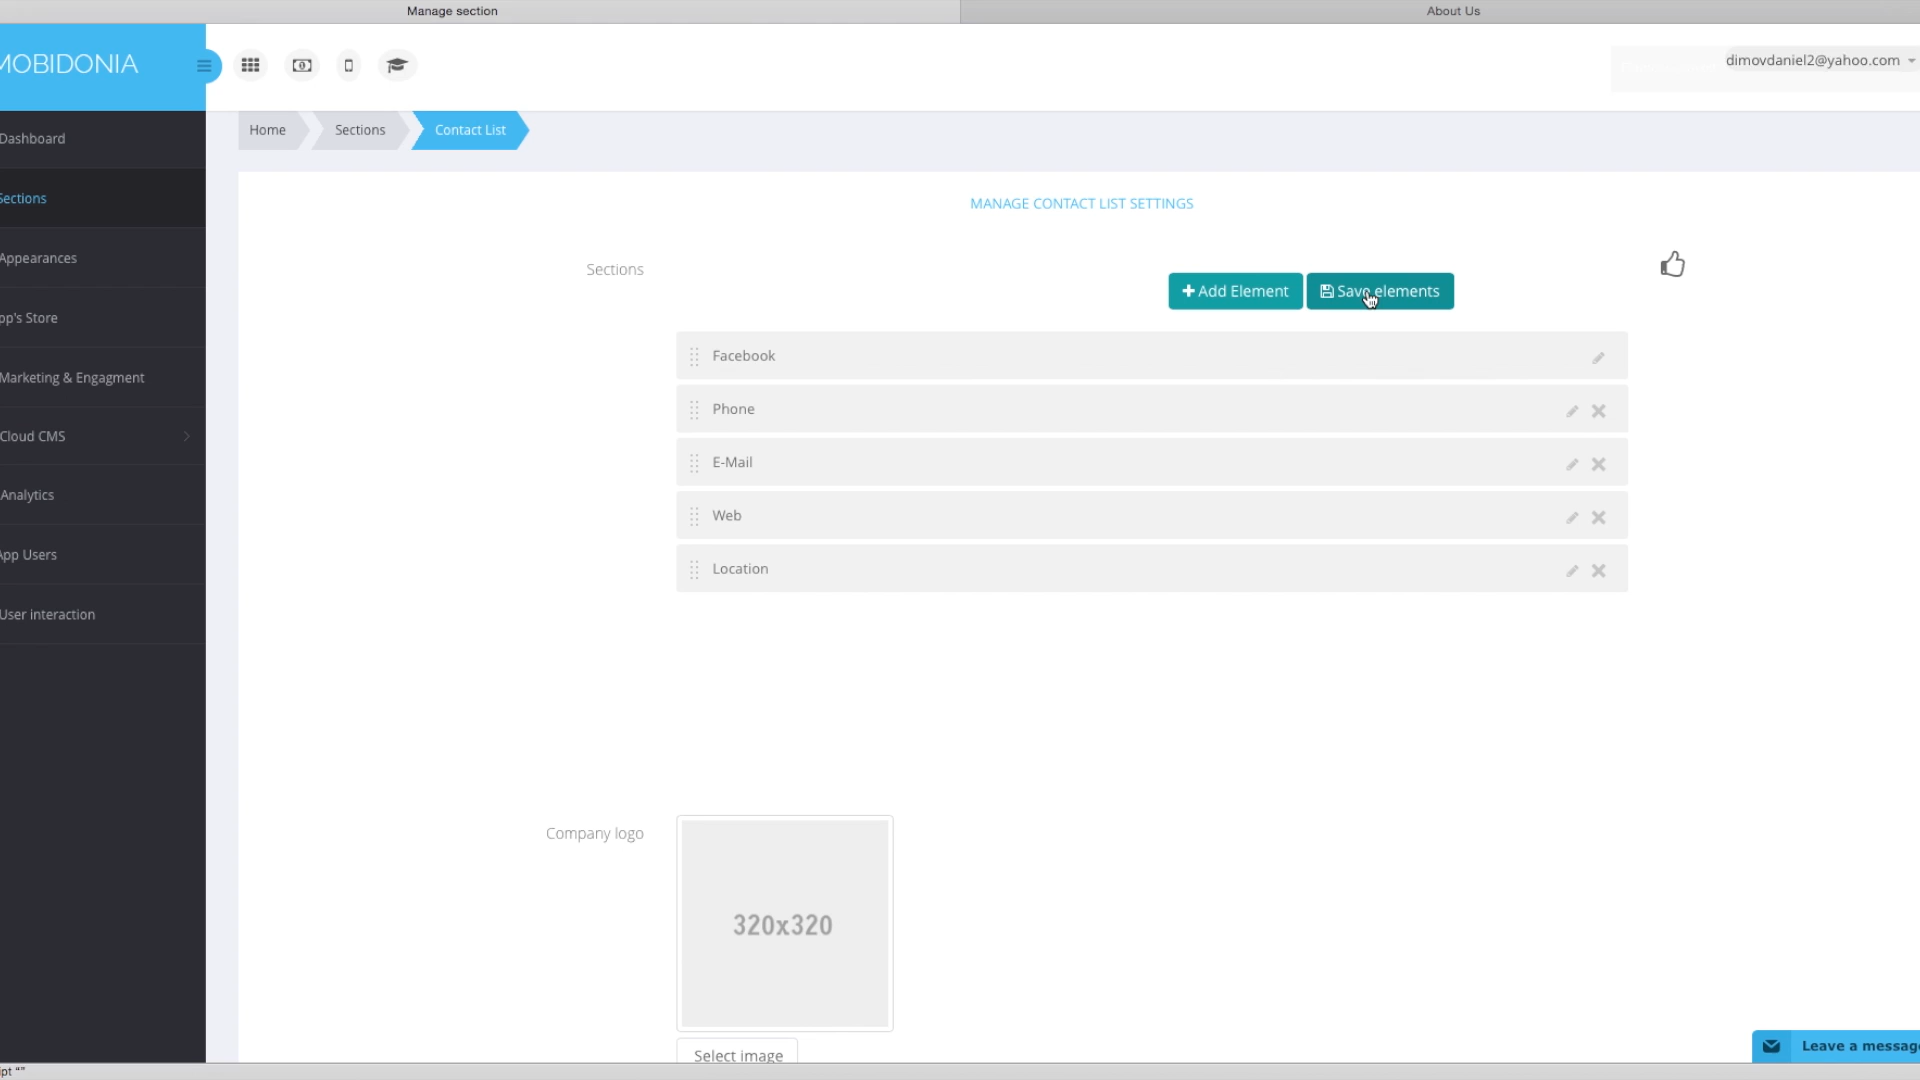 Manage section
About Us
MOBIDONIA
dimovdaniel2@yahoo.com
Home
Sections
Contact List
Dashboard
Sections
Appearances
pp's Store
Marketing & Engagment
Cloud CMS
Analytics
App Users
User interaction
MANAGE CONTACT LIST SETTINGS
Sections
Add Element
Save elements
Facebook
Phone
E-Mail
Web
Location
Company logo
320x320
Select image
Leave a message
ipt “”